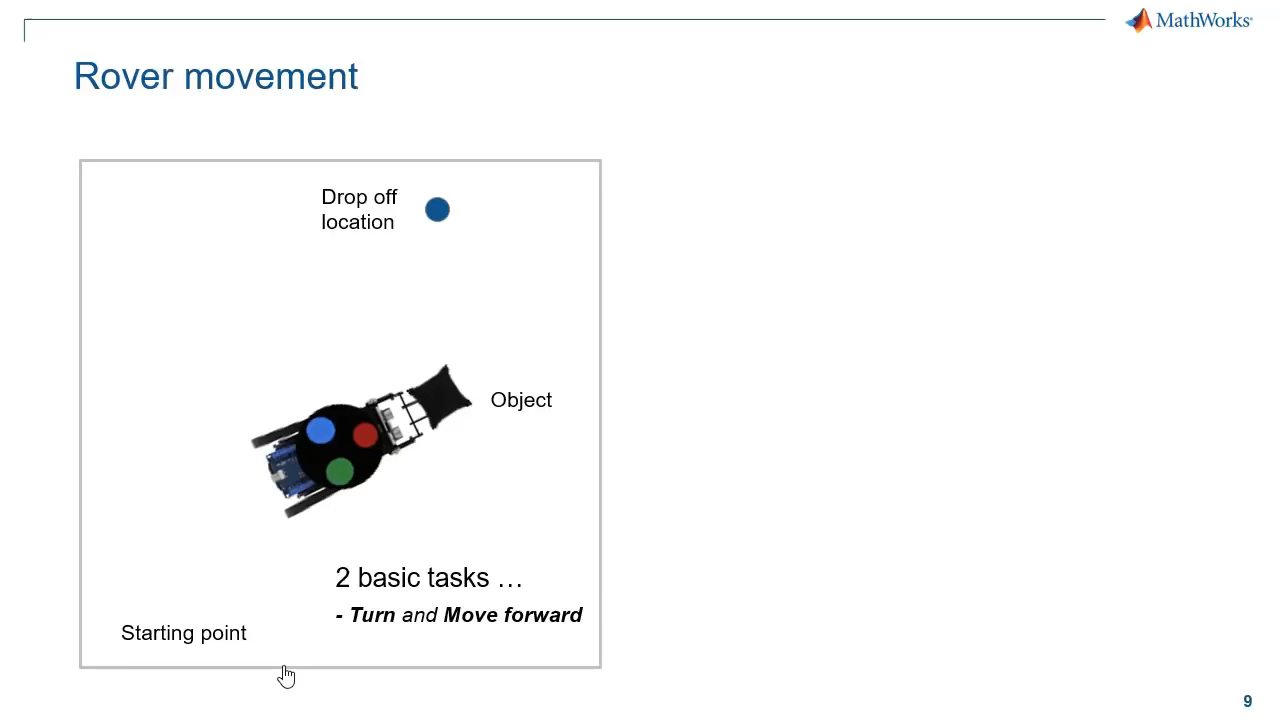 MathWorks®
Rover movement
Drop off
location
Object
2 basic tasks …
- Turn and Move forward
Starting point
9